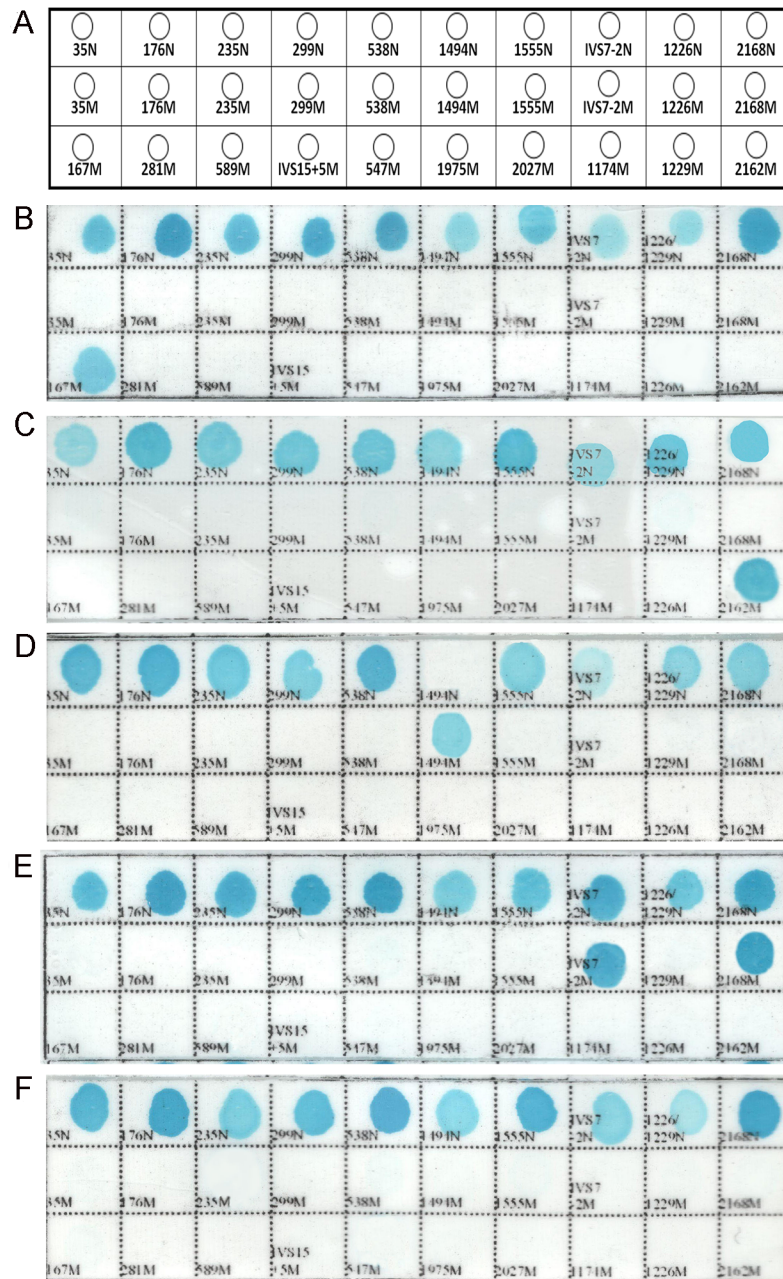 A
35N 176N 235N 299N 538N 1494N 1555N IVS7-2N 1226N 2168N
35M 176M 235M 299M 538M 1494M 1555M IVS7-2M 1226M 2168M
167M 281M 589M IVS15+5M 547M 1975M 2027M 1174M 1229M 2162M
B
IVS7 1226/
35N 176N 235N 299N 538N 1494N 1555N -2N 1229N 2168N
IVS7
35M 176M 235M 299M 538M 1494M 1555M -2M 1229M 2168M
IVS15
167M 281M 589M +5M 547M 1975M 2027M 1174M 1226M 2162M
C
IVS7 1226/
35N 176N 235N 299N 538N 1494N 1555N 2N 1229N 2168N
IVS7
35M 176M 235M 299M 538M 1494M 1555M 2M 1229M 2168M
IVS15
167M 281M 589M +5M 547M 1975M 2027M 1174M 1226M 2162M
D
IVS7 1226/
35N 176N 235N 299N 538N 1494N 1555N 2N 1229N 2168N
IVS7
35M 176M 235M 299M 538M 1494M 1555M 2M 1229M 2168M
IVS15
167M 281M 589M +5M 547M 1975M 2027M 1174M 1226M 2162M
E
IVS7 1226/
35N 176N 235N 299N 538N 1494N 1555N -2N 1229N 2168N
IVS7
35M 176M 235M 299M 538M 1494M 1555M -2M 1229M 2168M
IVS15
167M 281M 589M +5M 547M 1975M 2027M 1174M 1226M 2162M
F
IVS7 1226/
35N 176N 235N 299N 538N 1494N 1555N -2N 1229N 2168N
IVS7
35M 176M 235M 299M 538M 1494M 1555M -2M 1229M 2168M
IVS15
167M 281M 589M +5M 547M 1975M 2027M 1174M 1226M 2162M